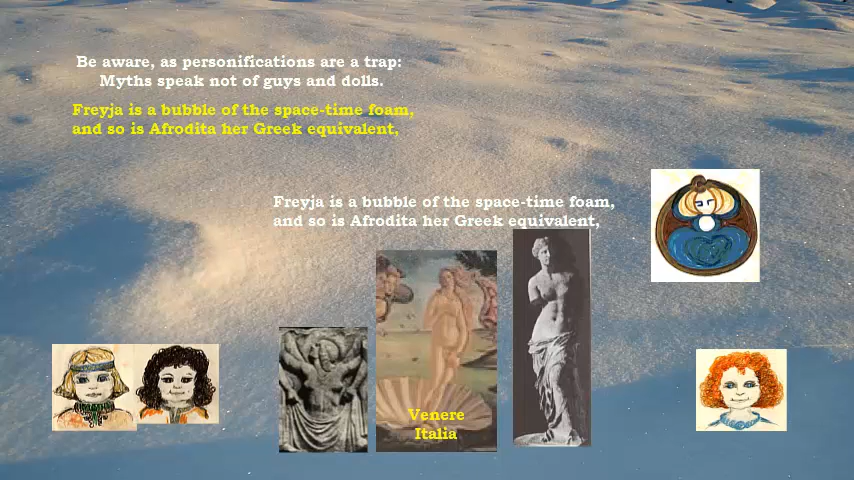 Be aware, as personifications are a trap:
Myths speak not of guys and dolls.
Freyja is a bubble of the space-time foam,
and so is Afrodita her Greek equivalent,
Freyja is a bubble of the space-time foam,
and so is Afrodita her Greek equivalent,
Venere
Italia